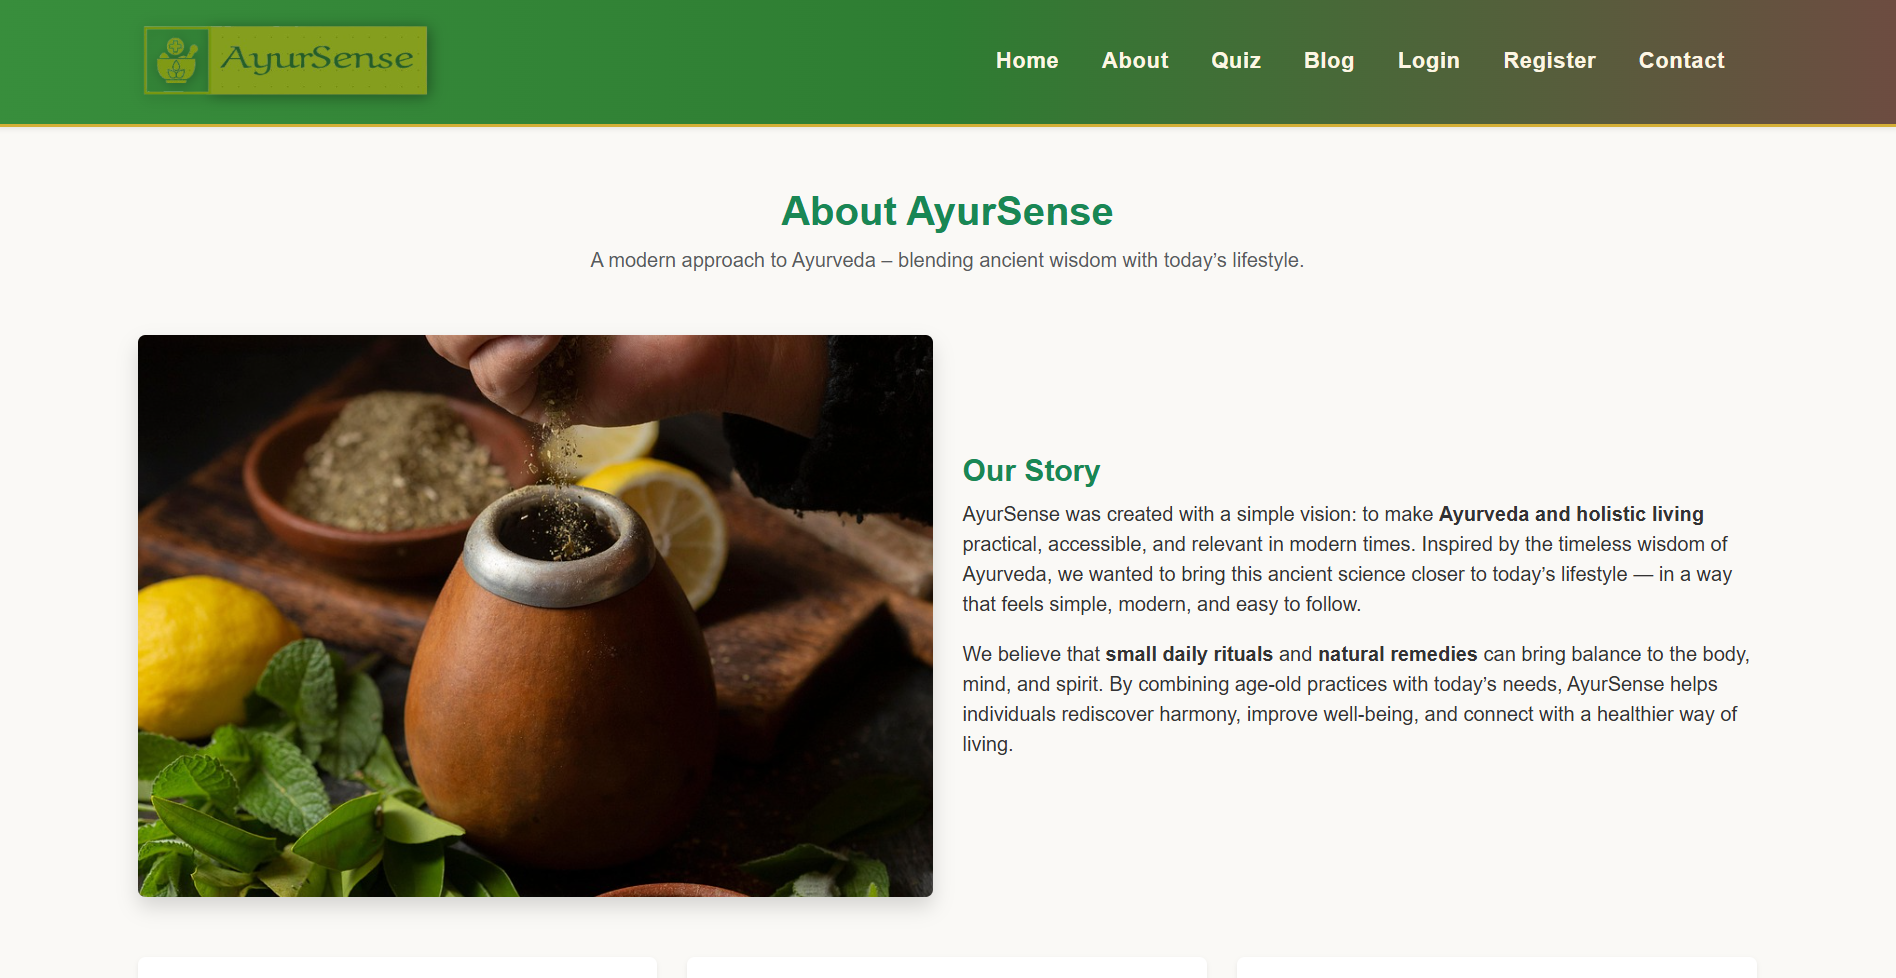 AyurSense
Home About Quiz Blog Login Register Contact
About AyurSense
A modern approach to Ayurveda – blending ancient wisdom with today’s lifestyle.
Our Story
AyurSense was created with a simple vision: to make Ayurveda and holistic living
practical, accessible, and relevant in modern times. Inspired by the timeless wisdom of
Ayurveda, we wanted to bring this ancient science closer to today’s lifestyle — in a way
that feels simple, modern, and easy to follow.
We believe that small daily rituals and natural remedies can bring balance to the body,
mind, and spirit. By combining age-old practices with today’s needs, AyurSense helps
individuals rediscover harmony, improve well-being, and connect with a healthier way of
living.